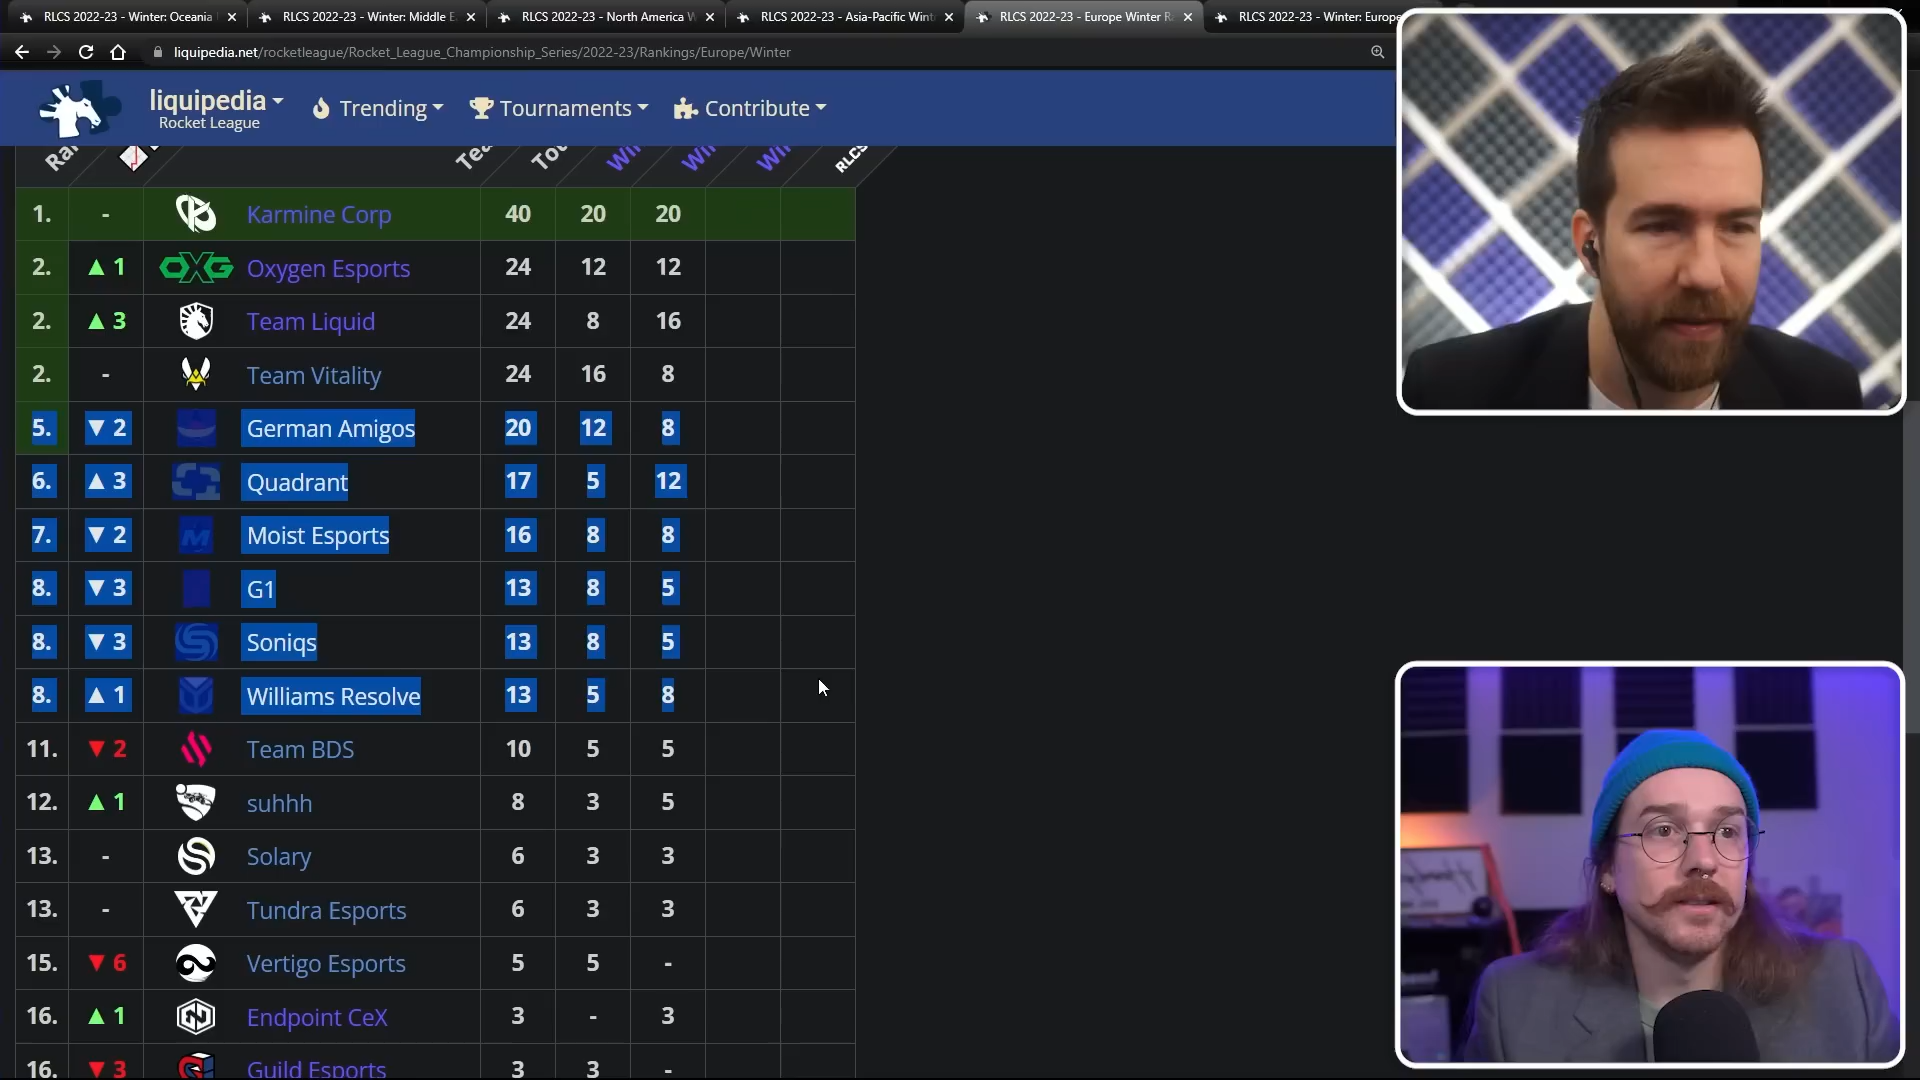 RLCS 2022-23 - Winter: Oceania
RLCS 2022-23 - Winter: Middle E
RLCS 2022-23 - North America W
RLCS 2022-23 - Asia-Pacific Wint
RLCS 2022-23 - Europe Winter R
RLCS 2022-23 - Winter: Europe
liquipedia.net/rocketleague/Rocket_League_Championship_Series/2022-23/Rankings/Europe/Winter
liquipedia
Rocket League
Trending
Tournaments
Contribute
RLCS
1. - Karmine Corp 40 20 20
2. ▲ 1 OXG Oxygen Esports 24 12 12
2. ▲ 3 Team Liquid 24 8 16
2. - Team Vitality 24 16 8
5. ▼ 2 German Amigos 20 12 8
6. ▲ 3 Quadrant 17 5 12
7. ▼ 2 Moist Esports 16 8 8
8. ▼ 3 G1 13 8 5
8. ▼ 3 Soniqs 13 8 5
8. ▲ 1 Williams Resolve 13 5 8
11. ▼ 2 Team BDS 10 5 5
12. ▲ 1 suhhh 8 3 5
13. - Solary 6 3 3
13. - Tundra Esports 6 3 3
15. ▼ 6 Vertigo Esports 5 5 -
16. ▲ 1 Endpoint CeX 3 - 3
16. ▼ 3 Guild Esports 3 3 -